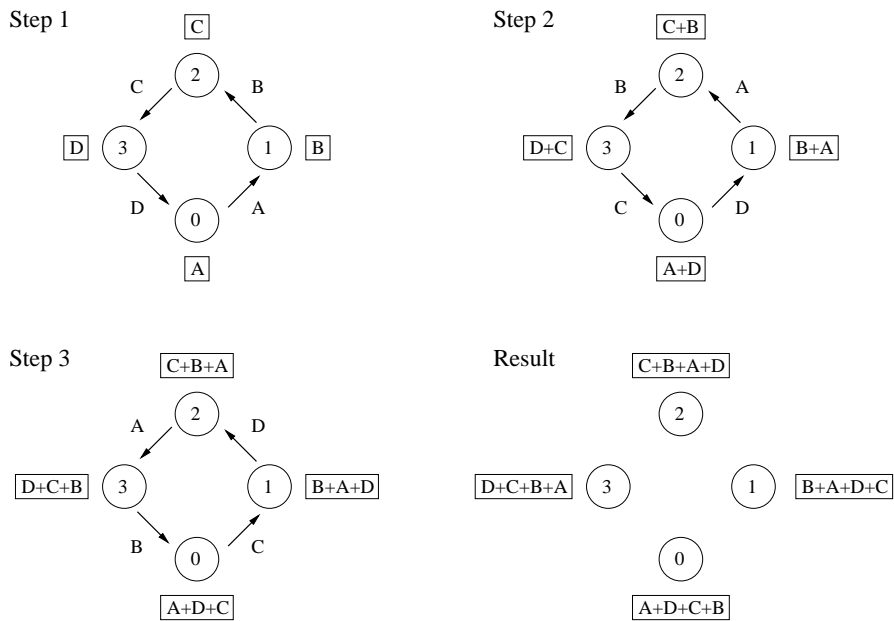 Step 1
C
2
C
B
D
3
1
B
D
A
0
A
Step 2
C+B
2
B
A
D+C
3
1
B+A
C
D
0
A+D
Step 3
C+B+A
2
A
D
D+C+B
3
1
B+A+D
B
C
0
A+D+C
Result
C+B+A+D
2
D+C+B+A
3
1
B+A+D+C
0
A+D+C+B